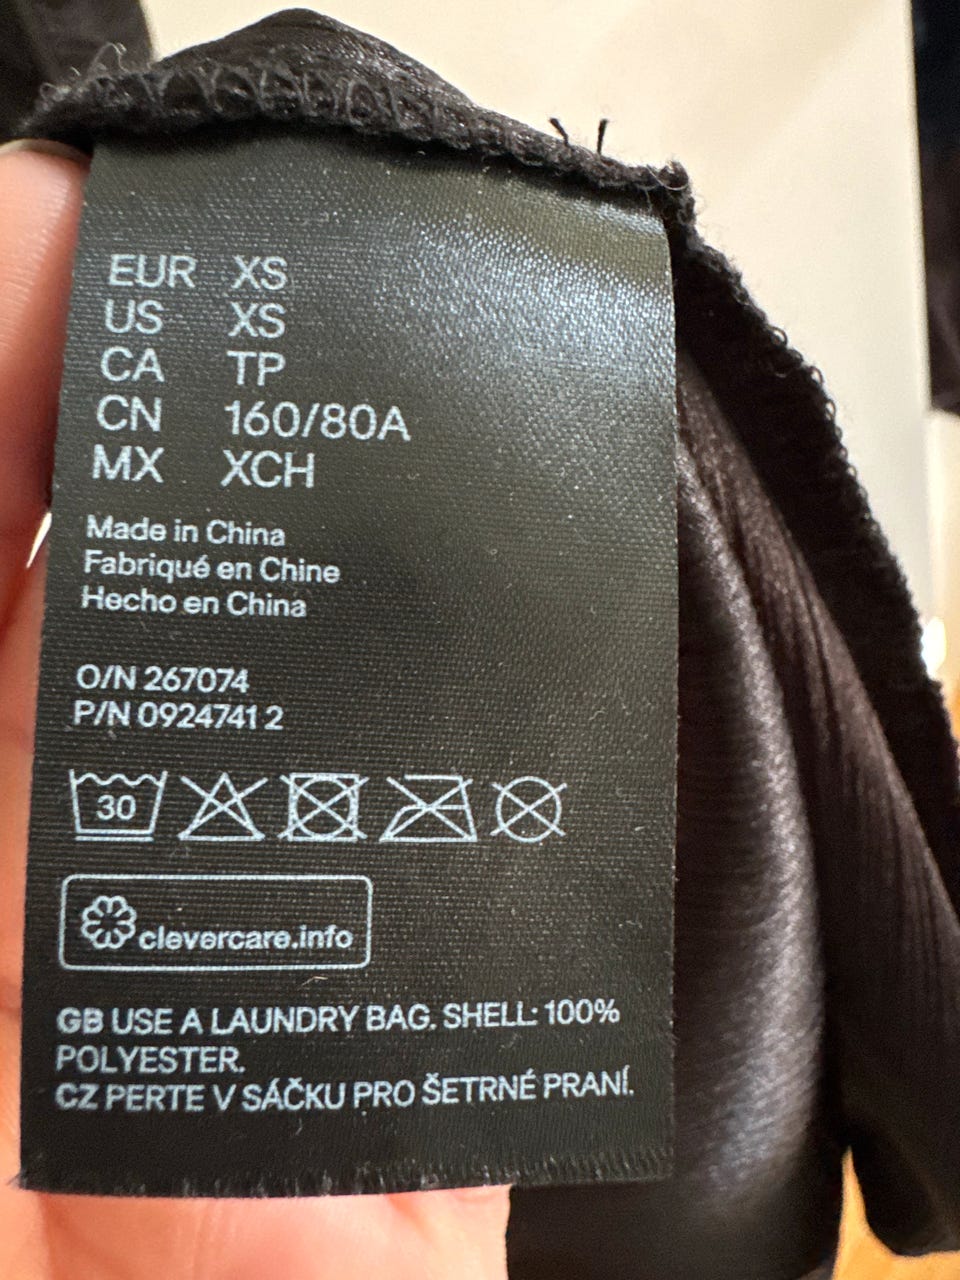 EUR XS
US XS
CA TP
CN 160/80A
MX XCH
Made in China
Fabriqué en Chine
Hecho en China
O/N 267074
P/N 0924741 2
30
clevercare.info
GB USE A LAUNDRY BAG. SHELL: 100%
POLYESTER.
CZ PERTE V SÁČKU PRO ŠETRNÉ PRANÍ.